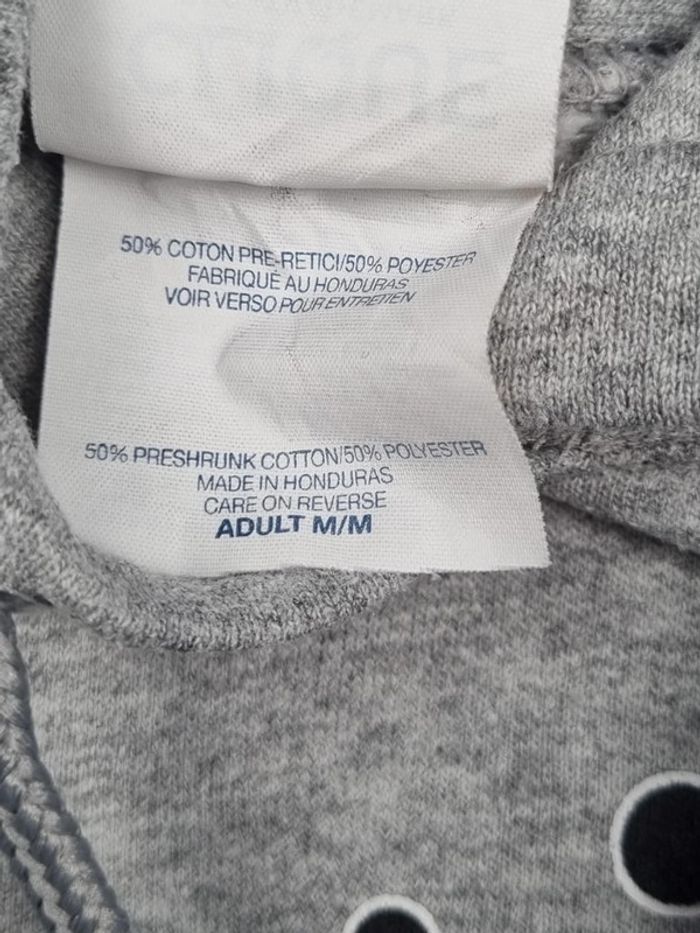 50% COTON PRE-RETICI/50% POYESTER
FABRIQUÉ AU HONDURAS
VOIR VERSO POUR ENTRETIEN
50% PRESHRUNK COTTON/50% POLYESTER
MADE IN HONDURAS
CARE ON REVERSE
ADULT M/M